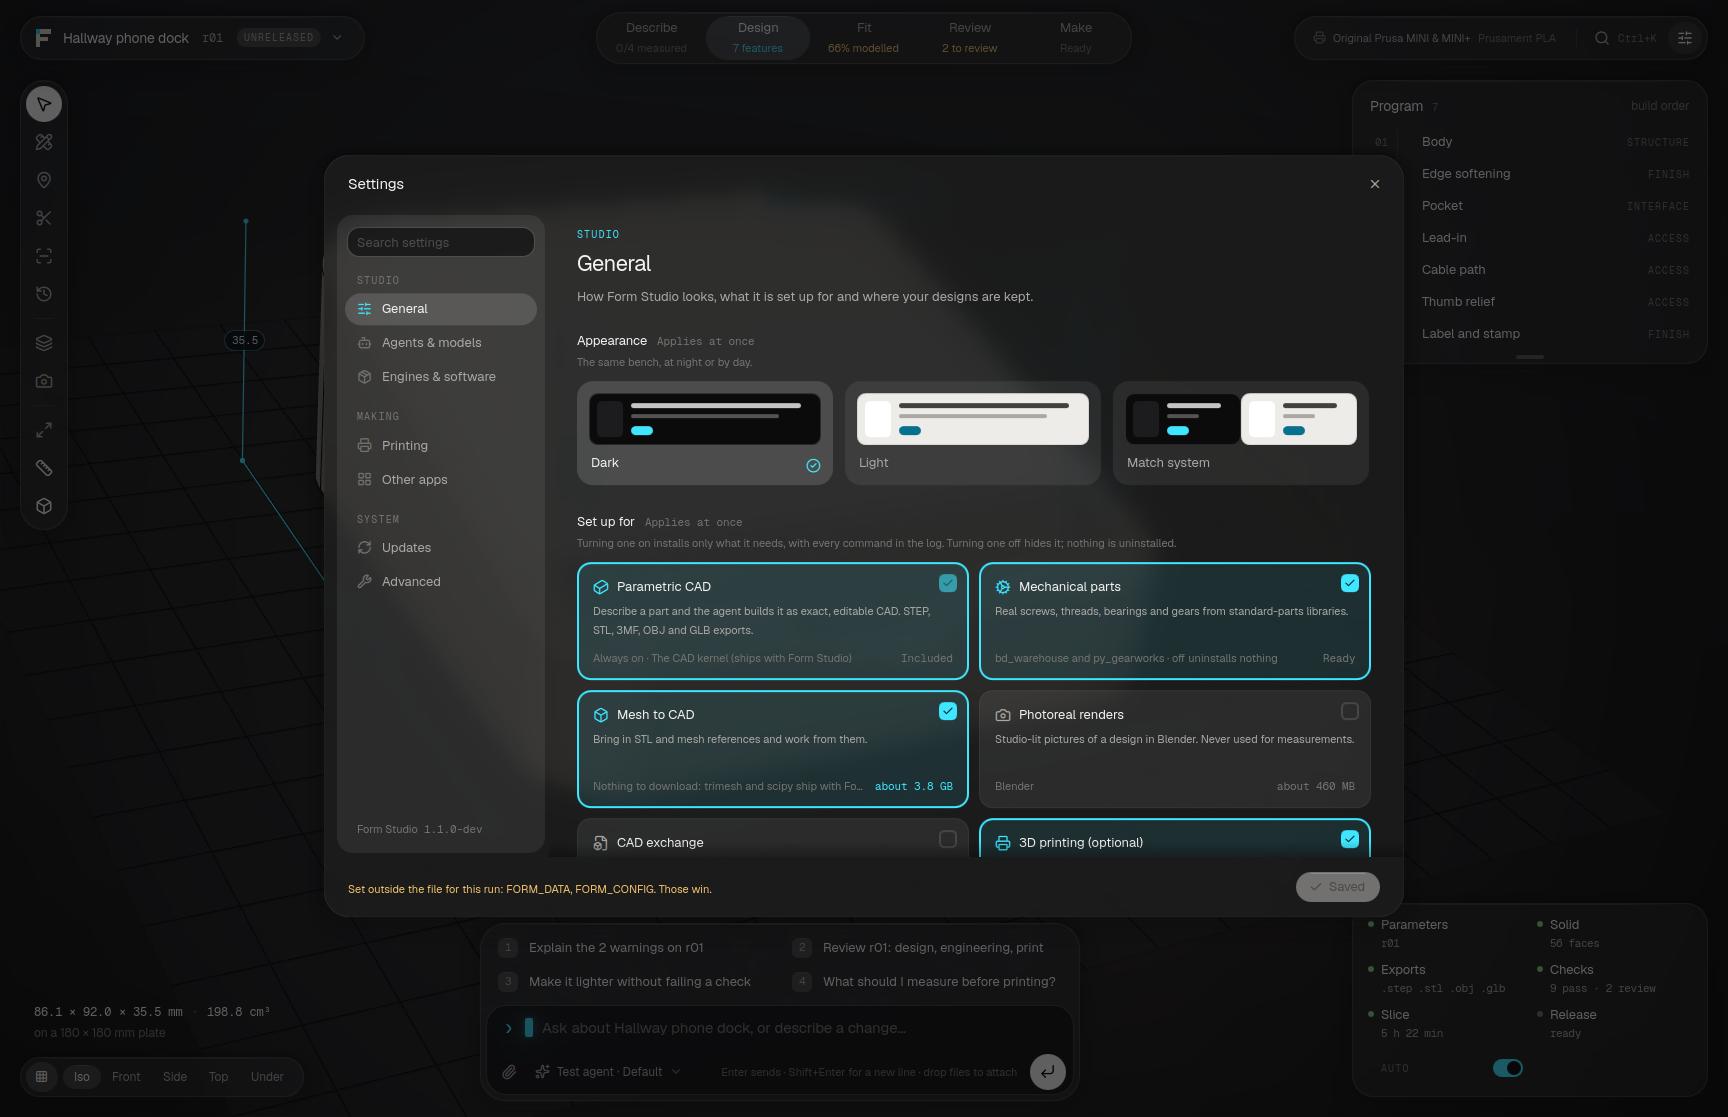 Hallway phone dock r01 UNRELEASED
Describe
0/4 measured
Design
7 features
Fit
66% modelled
Review
2 to review
Make
Ready
Original Prusa MINI & MINI+ Prusament PLA
Ctrl+K
Program 7 build order
01 Body STRUCTURE
Edge softening FINISH
Pocket INTERFACE
Lead-in ACCESS
Cable path ACCESS
Thumb relief ACCESS
Label and stamp FINISH
35.5
Settings
Search settings
STUDIO
General
Agents & models
Engines & software
MAKING
Printing
Other apps
SYSTEM
Updates
Advanced
Form Studio 1.1.0-dev
STUDIO
General
How Form Studio looks, what it is set up for and where your designs are kept.
Appearance Applies at once
The same bench, at night or by day.
Dark
Light
Match system
Set up for Applies at once
Turning one on installs only what it needs, with every command in the log. Turning one off hides it; nothing is uninstalled.
Parametric CAD
Describe a part and the agent builds it as exact, editable CAD. STEP,
STL, 3MF, OBJ and GLB exports.
Always on · The CAD kernel (ships with Form Studio) Included
Mechanical parts
Real screws, threads, bearings and gears from standard-parts libraries.
bd_warehouse and py_gearworks · off uninstalls nothing Ready
Mesh to CAD
Bring in STL and mesh references and work from them.
Nothing to download: trimesh and scipy ship with Fo... about 3.8 GB
Photoreal renders
Studio-lit pictures of a design in Blender. Never used for measurements.
Blender about 460 MB
CAD exchange
3D printing (optional)
Set outside the file for this run: FORM_DATA, FORM_CONFIG. Those win.
Saved
1 Explain the 2 warnings on r01
2 Review r01: design, engineering, print
3 Make it lighter without failing a check
4 What should I measure before printing?
Ask about Hallway phone dock, or describe a change...
Test agent · Default
Enter sends · Shift+Enter for a new line · drop files to attach
86.1 × 92.0 × 35.5 mm · 198.8 cm³
on a 180 × 180 mm plate
Iso Front Side Top Under
Parameters
r01
Solid
56 faces
Exports
.step .stl .obj .glb
Checks
9 pass · 2 review
Slice
5 h 22 min
Release
ready
AUTO